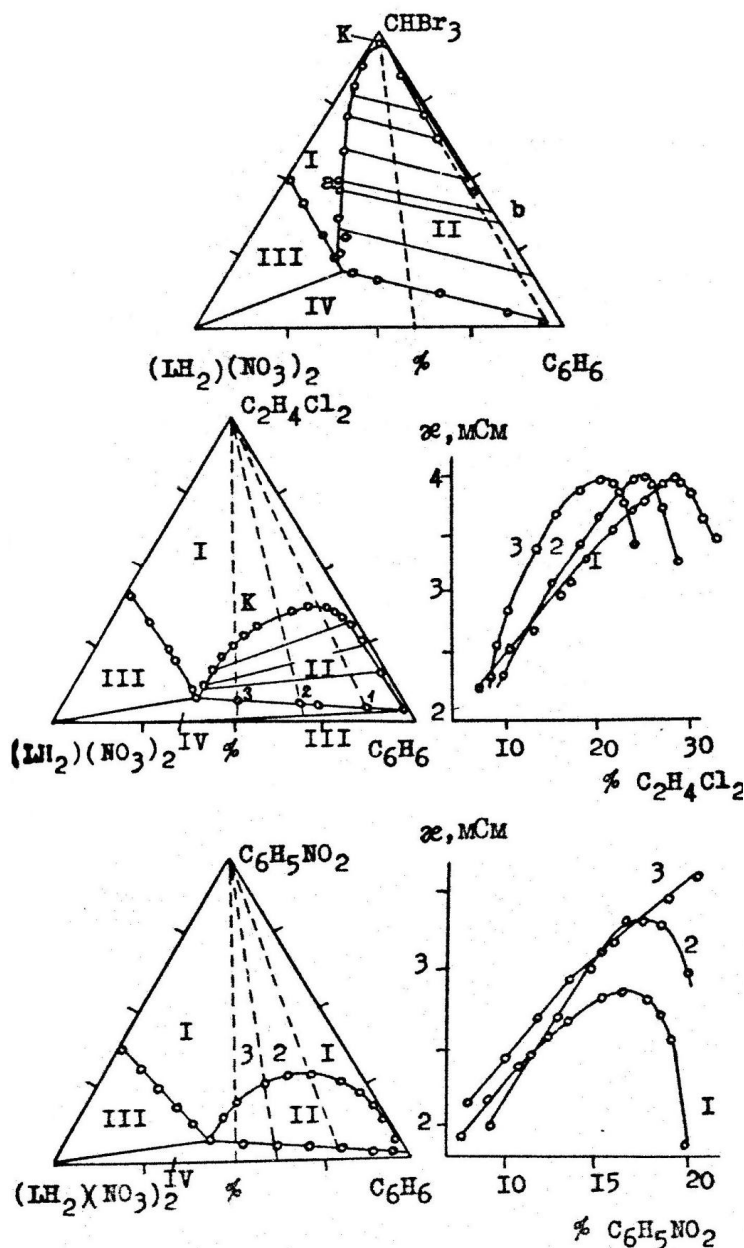 CHBr3
K
I
a
b
II
III
IV
(LH2)(NO3)2
%
C6H6
C2H4Cl2
I
K
II
III
3
2
1
(LH2)(NO3)2
IV
%
III
C6H6
æ, мСм
4
3
2
3
2
I
10
20
30
% C2H4Cl2
C6H5NO2
I
3
2
I
II
III
IV
(LH2)(NO3)2
%
C6H6
æ, мСм
3
2
3
2
I
10
15
20
% C6H5NO2